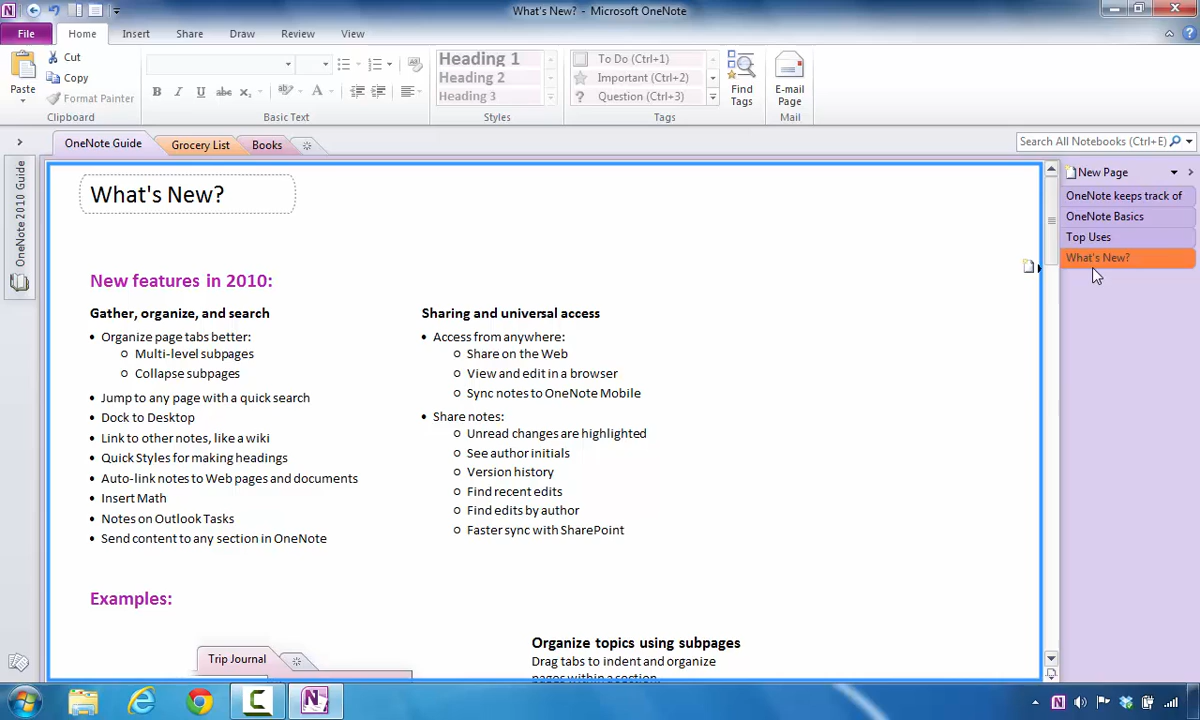 What's New? - Microsoft OneNote
File Home Insert Share Draw Review View
Cut
Copy
Format Painter
Paste
Clipboard
B I U abc X₂ ab A
Basic Text
Heading 1
Heading 2
Heading 3
Styles
To Do (Ctrl+1)
Important (Ctrl+2)
Question (Ctrl+3)
Tags
Find
Tags
E-mail
Page
Mail
OneNote Guide Grocery List Books
Search All Notebooks (Ctrl+E)
OneNote 2010 Guide
New Page
OneNote keeps track of
OneNote Basics
Top Uses
What's New?
What's New?
New features in 2010:
Gather, organize, and search
• Organize page tabs better:
o Multi-level subpages
o Collapse subpages
• Jump to any page with a quick search
• Dock to Desktop
• Link to other notes, like a wiki
• Quick Styles for making headings
• Auto-link notes to Web pages and documents
• Insert Math
• Notes on Outlook Tasks
• Send content to any section in OneNote
Sharing and universal access
• Access from anywhere:
o Share on the Web
o View and edit in a browser
o Sync notes to OneNote Mobile
• Share notes:
o Unread changes are highlighted
o See author initials
o Version history
o Find recent edits
o Find edits by author
o Faster sync with SharePoint
Examples:
Trip Journal
Organize topics using subpages
Drag tabs to indent and organize
pages within a section.